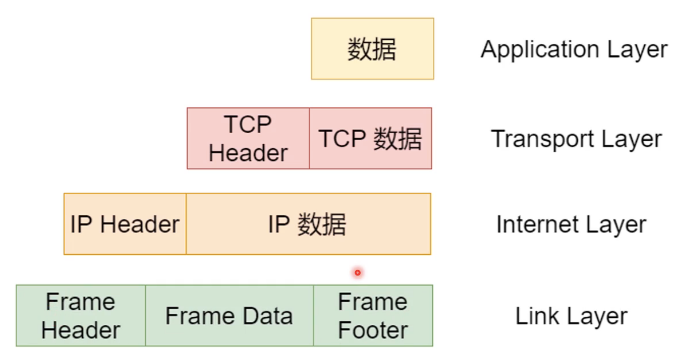 数据
Application Layer
TCP
Header
TCP 数据
Transport Layer
IP Header
IP 数据
Internet Layer
Frame
Header
Frame Data
Frame
Footer
Link Layer